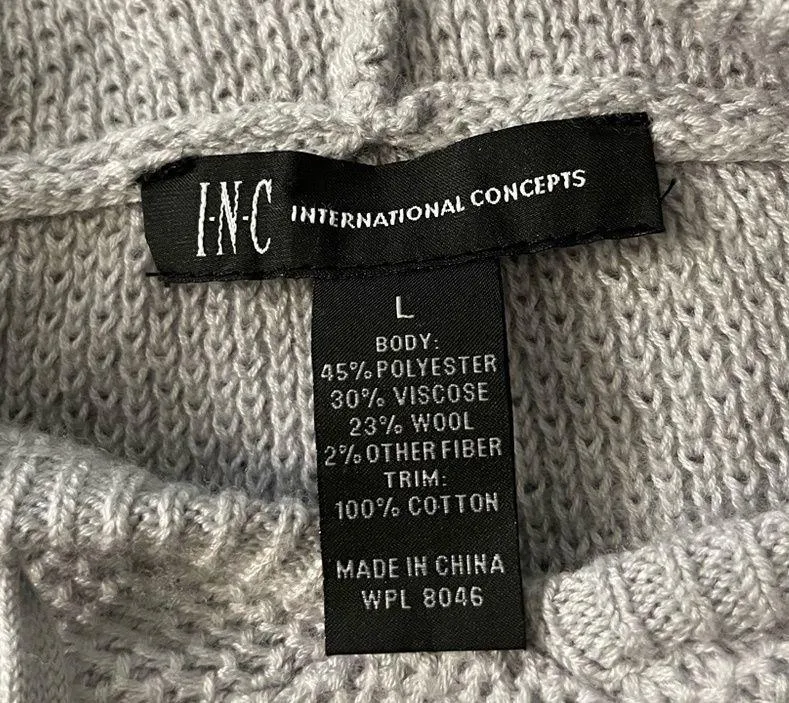 I·N·C INTERNATIONAL CONCEPTS
L
BODY:
45% POLYESTER
30% VISCOSE
23% WOOL
2% OTHER FIBER
TRIM:
100% COTTON
MADE IN CHINA
WPL 8046